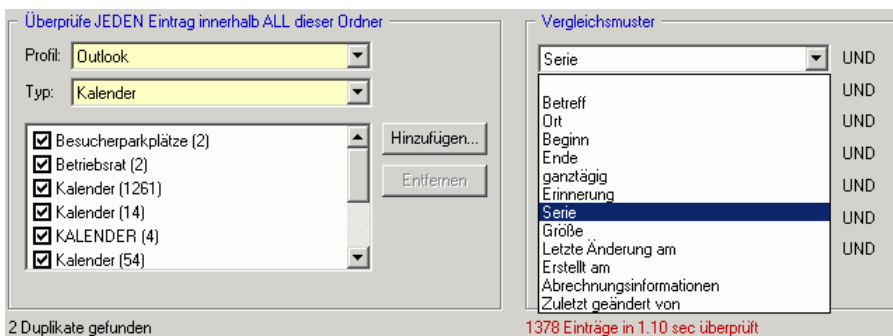 Überprüfe JEDEN Eintrag innerhalb ALL dieser Ordner
Profil: Outlook
Typ: Kalender
Besucherparkplätze (2)
Betriebsrat (2)
Kalender (1261)
Kalender (14)
KALENDER (4)
Kalender (54)
Hinzufügen...
Entfernen
2 Duplikate gefunden
Vergleichsmuster
Serie UND
UND
Betreff
Ort UND
Beginn
Ende UND
ganztägig
Erinnerung UND
Serie
Größe UND
Letzte Änderung am UND
Erstellt am
Abrechnungsinformationen
Zuletzt geändert von
1378 Einträge in 1.10 sec überprüft